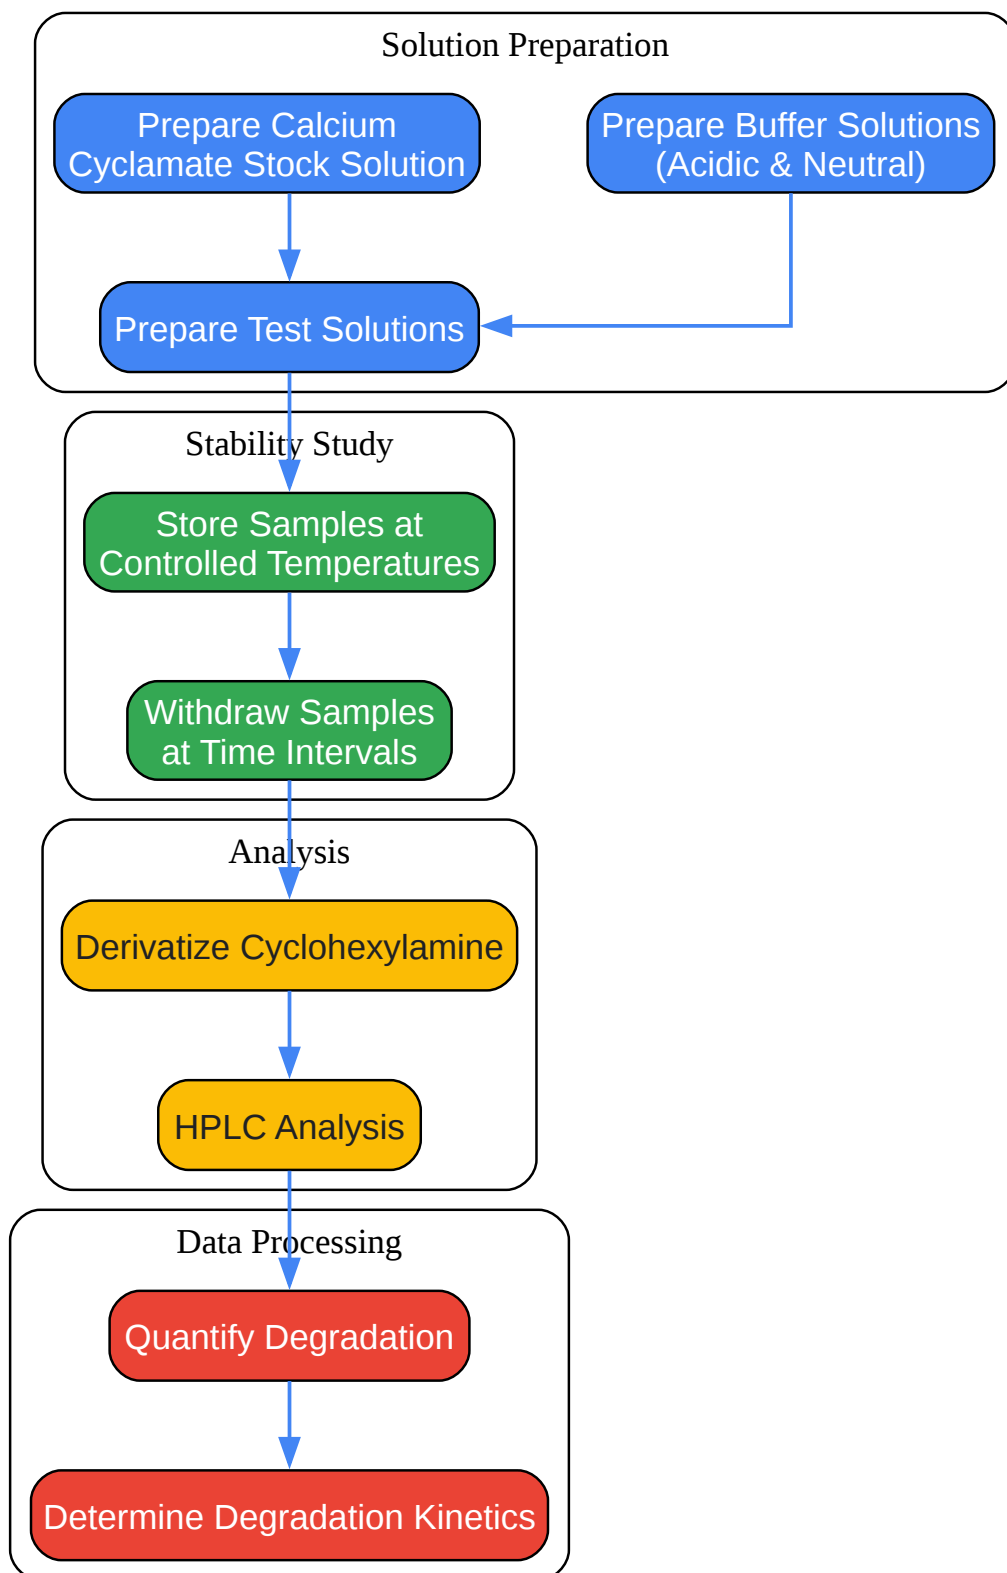 Solution Preparation
Prepare Calcium
Cyclamate Stock Solution
Prepare Buffer Solutions
(Acidic & Neutral)
Prepare Test Solutions
Stability Study
Store Samples at
Controlled Temperatures
Withdraw Samples
at Time Intervals
Analysis
Derivatize Cyclohexylamine
HPLC Analysis
Data Processing
Quantify Degradation
Determine Degradation Kinetics